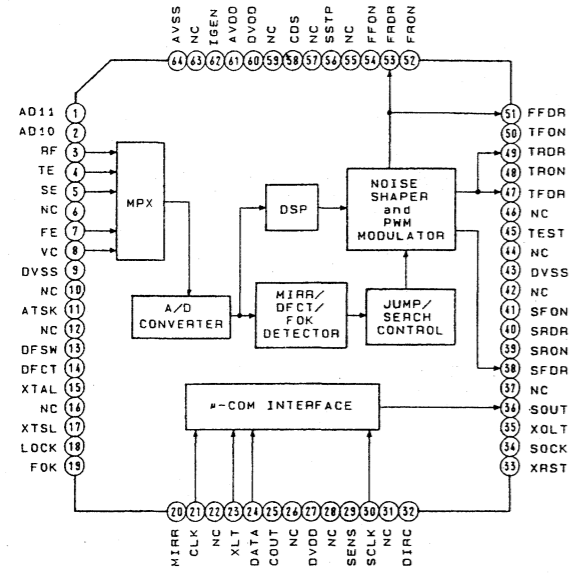 AVSS
NC
IGEN
AVDD
DVDD
NC
CDS
NC
SSTP
NC
FFON
FRDR
FRON
64 63 62 61 60 59 58 57 56 55 54 53 52
AD11 1
AD10 2
RF 3
TE 4
SE 5
NC 6
FE 7
VC 8
DVSS 9
NC 10
ATSK 11
NC 12
DFSW 13
DFCT 14
XTAL 15
NC 16
XTSL 17
LOCK 18
FOK 19
MPX
DSP
NOISE
SHAPER
and
PWM
MODULATOR
A/D
CONVERTER
MIRR/
DFCT/
FOK
DETECTOR
JUMP/
SERCH
CONTROL
μ-COM INTERFACE
51 FFDR
50 TFON
49 TRDR
48 TRON
47 TFDR
46 NC
45 TEST
44 NC
43 DVSS
42 NC
41 SFON
40 SRDR
39 SRON
38 SFDR
37 NC
36 SOUT
35 XOLT
34 SOCK
33 XRST
20 21 22 23 24 25 26 27 28 29 30 31 32
MIRR
CLK
NC
XLT
DATA
COUT
NC
DVDD
NC
SENS
SCLK
NC
DIRC